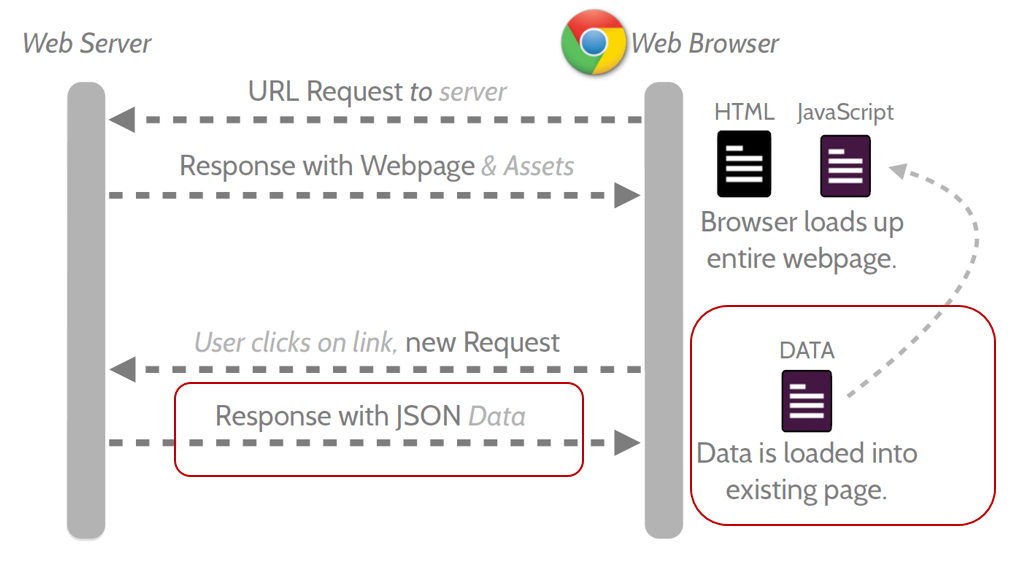 Web Server
Web Browser
URL Request to server
HTML
JavaScript
Response with Webpage & Assets
Browser loads up
entire webpage.
User clicks on link, new Request
DATA
Response with JSON Data
Data is loaded into
existing page.